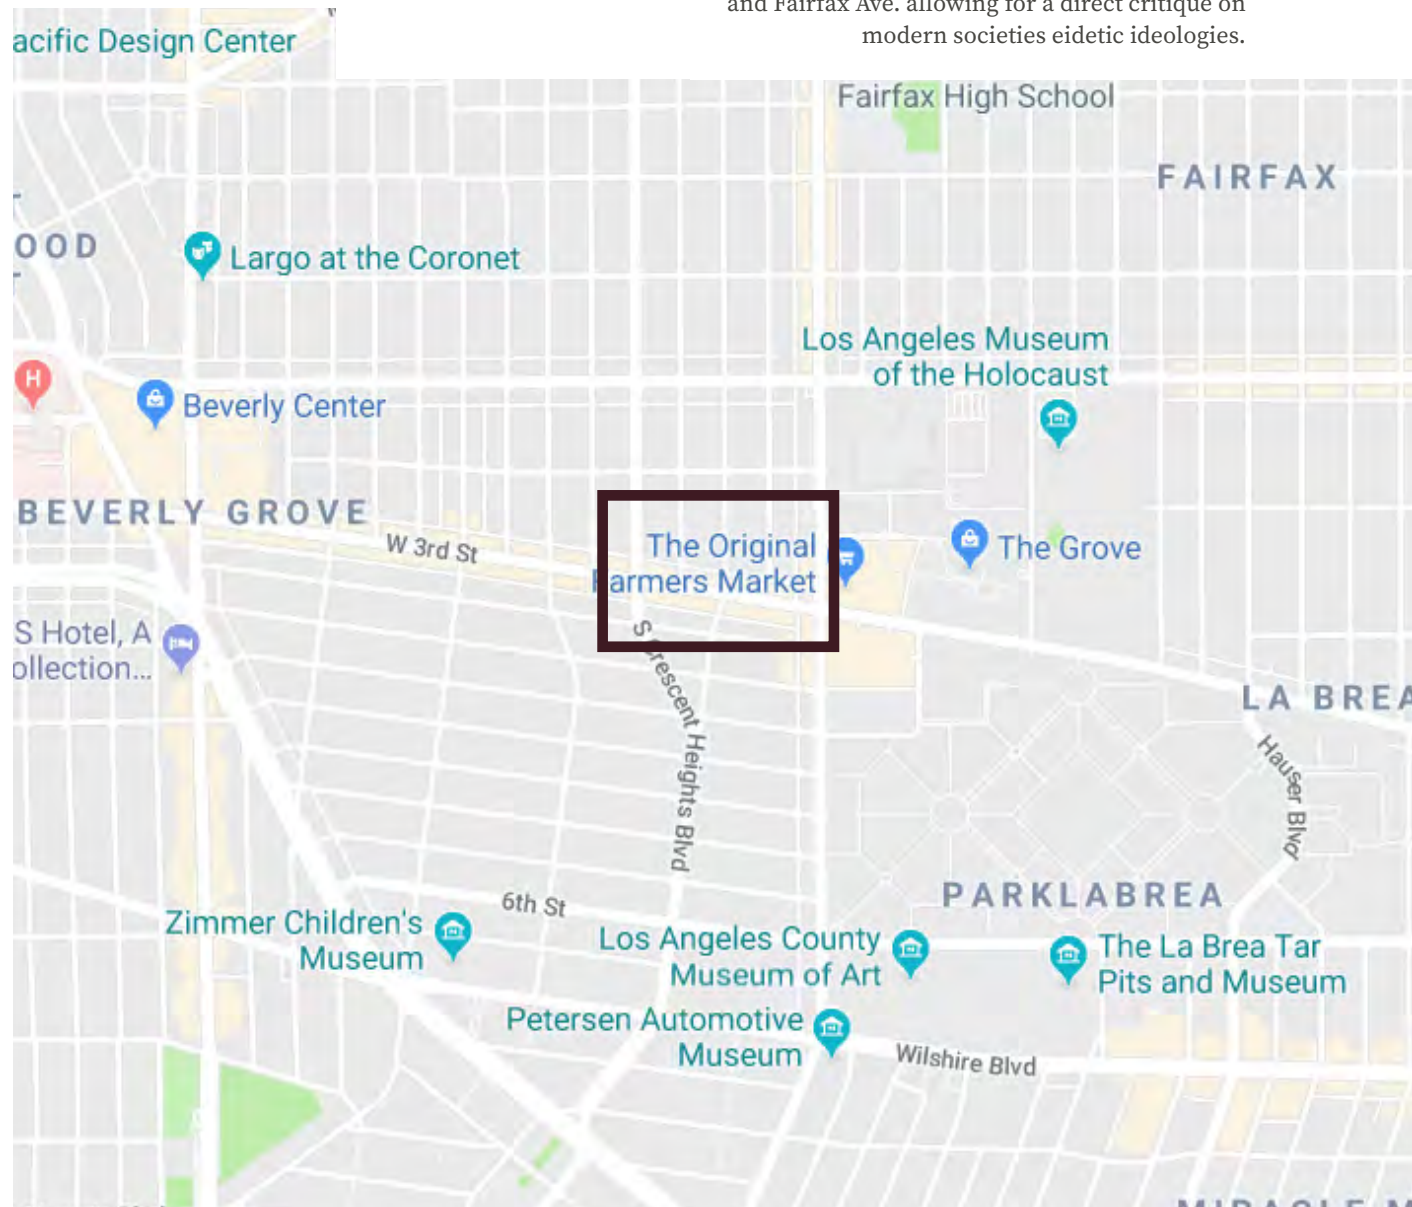 and Fairfax Ave. allowing for a direct critique on
modern societies eidetic ideologies.
acific Design Center
Fairfax High School
FAIRFAX
OOD
Largo at the Coronet
Los Angeles Museum
of the Holocaust
H
Beverly Center
BEVERLY GROVE
W 3rd St
The Original
Farmers Market
The Grove
S Hotel, A
ollection...
S Crescent Heights Blvd
LA BREA
Hauser Blvd
PARKLABREA
6th St
Zimmer Children's
Museum
Los Angeles County
Museum of Art
The La Brea Tar
Pits and Museum
Petersen Automotive
Museum
Wilshire Blvd
MIRACLE M